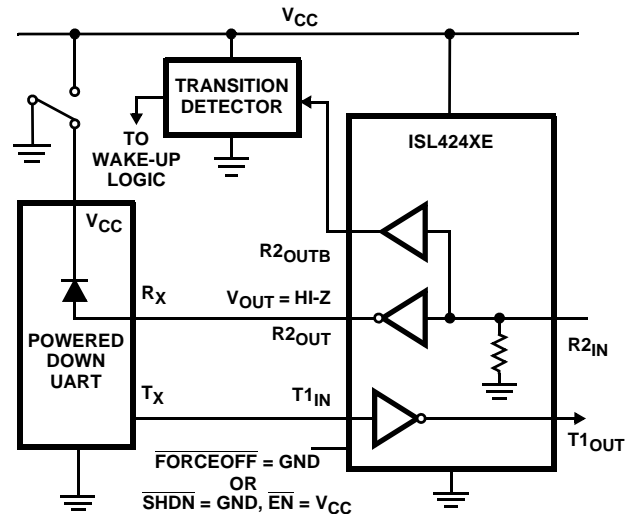 VCC
TRANSITION
DETECTOR
TO
WAKE-UP
LOGIC
ISL424XE
VCC
R2OUTB
RX
VOUT = HI-Z
R2OUT
R2IN
POWERED
DOWN
UART
TX
T1IN
T1OUT
FORCEOFF = GND
OR
SHDN = GND, EN = VCC